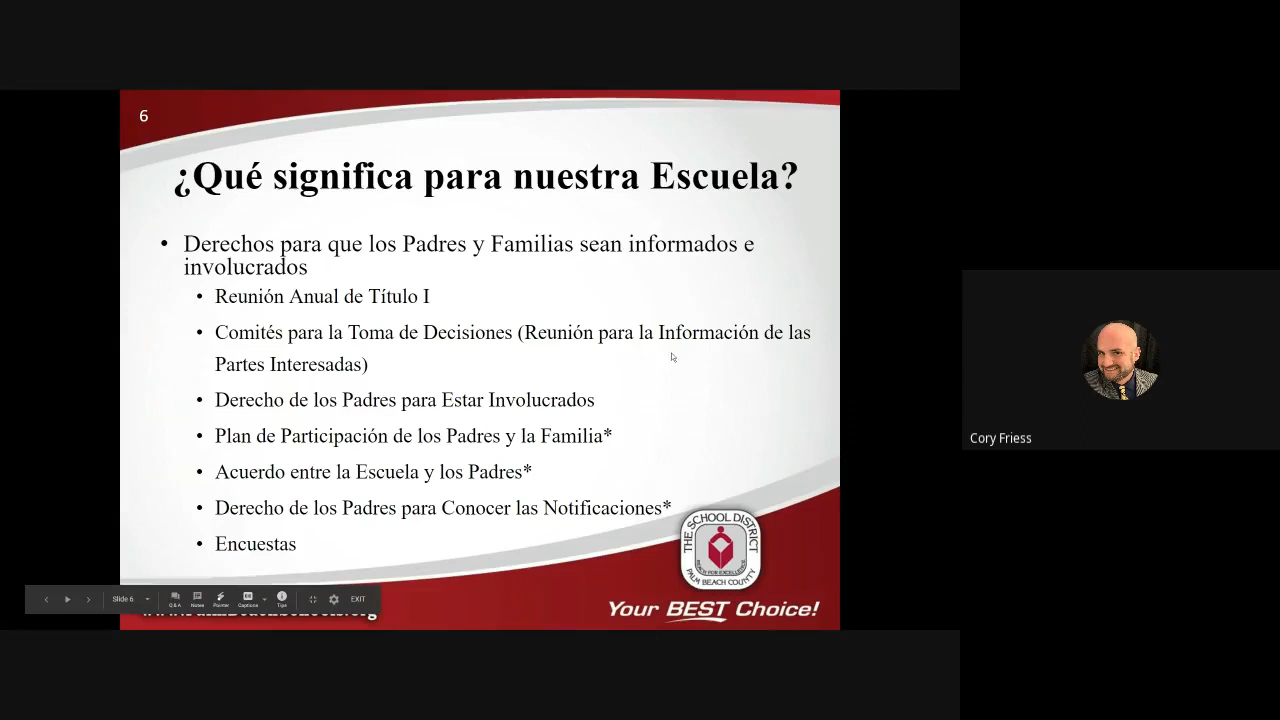 6
¿Qué significa para nuestra Escuela?
• Derechos para que los Padres y Familias sean informados e
involucrados
• Reunión Anual de Título I
• Comités para la Toma de Decisiones (Reunión para la Información de las
Partes Interesadas)
• Derecho de los Padres para Estar Involucrados
• Plan de Participación de los Padres y la Familia*
• Acuerdo entre la Escuela y los Padres*
• Derecho de los Padres para Conocer las Notificaciones*
• Encuestas
THE SCHOOL DISTRICT
PALM BEACH COUNTY
Your BEST Choice!
Slide 6
Q&A
Notes
Pointer
Captions
Tips
EXIT
Cory Friess